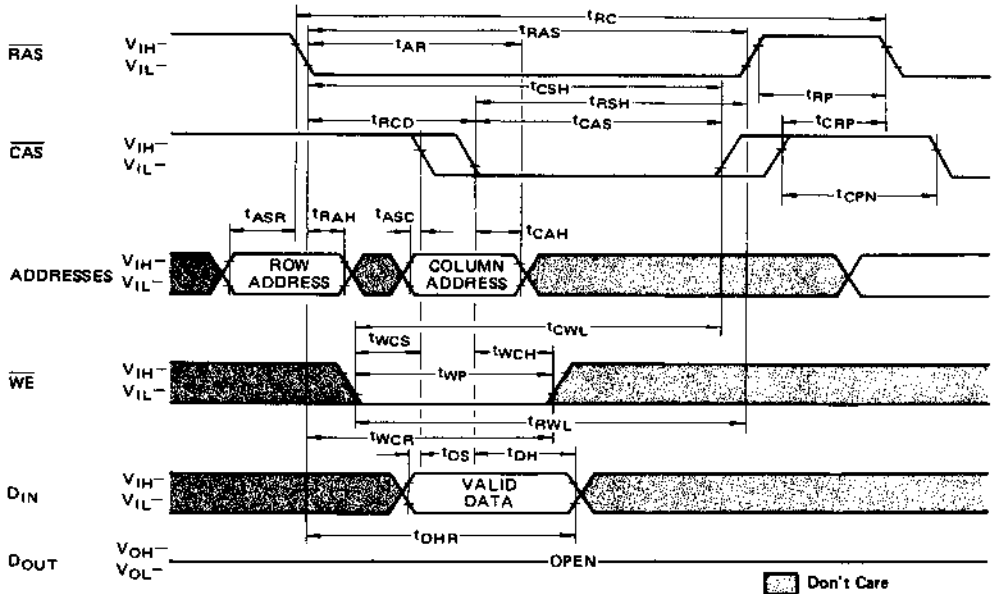 tRC
tRAS
tAR
RAS
VIH–
VIL–
tCSH
tRSH
tRP
tRCD
tCAS
tCRP
CAS
VIH–
VIL–
tCPN
tASR
tRAH
tASC
tCAH
ADDRESSES
VIH–
VIL–
ROW
ADDRESS
COLUMN
ADDRESS
tCWL
tWCS
tWCH
WE
VIH–
VIL–
tWP
tRWL
tWCR
tDS
tDH
DIN
VIH–
VIL–
VALID
DATA
tDHR
DOUT
VOH–
VOL–
OPEN
Don't Care